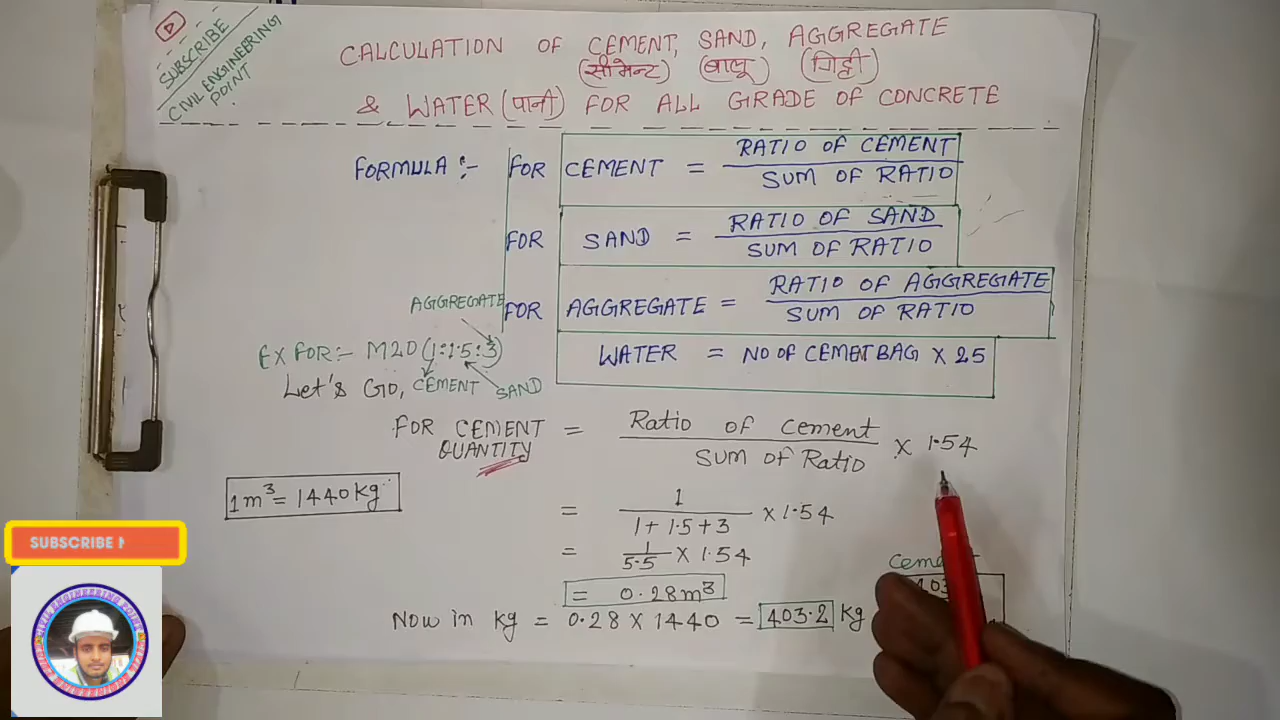 SUBSCRIBE
CIVIL ENGINEERING
POINT
CALCULATION OF CEMENT, SAND, AGGREGATE
(सीमेन्ट) (बालू) (गिट्टी)
& WATER (पानी) FOR ALL GRADE OF CONCRETE
FORMULA :- FOR CEMENT = RATIO OF CEMENT
SUM OF RATIO
FOR SAND = RATIO OF SAND
SUM OF RATIO
FOR AGGREGATE = RATIO OF AGGREGATE
SUM OF RATIO
WATER = NO OF CEMET BAG X 25
AGGREGATE
EX FOR:- M20 (1:1.5:3)
Let's GO, CEMENT SAND
FOR CEMENT QUANTITY = Ratio of cement
SUM OF Ratio X 1.54
1m³ = 1440 kg
= 1
1 + 1.5 + 3 X 1.54
= 1
5.5 X 1.54
= 0.28m³
Now in kg = 0.28 X 1440 = 403.2 kg
403
SUBSCRIBE
CIVIL ENGINEERING POINT